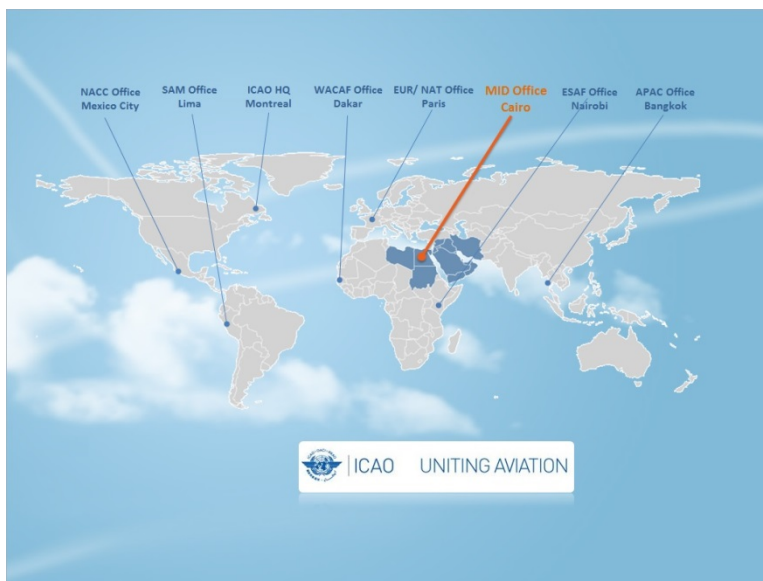 NACC Office
Mexico City
SAM Office
Lima
ICAO HQ
Montreal
WACAF Office
Dakar
EUR/ NAT Office
Paris
MID Office
Cairo
ESAF Office
Nairobi
APAC Office
Bangkok
ICAO UNITING AVIATION